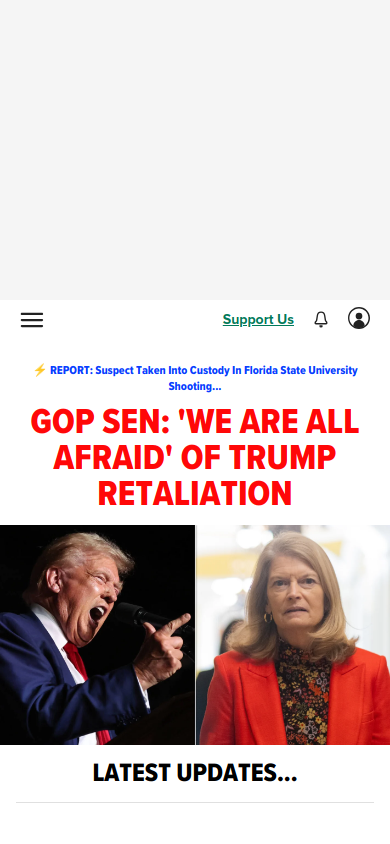 Support Us
⚡ REPORT: Suspect Taken Into Custody In Florida State University
Shooting...
GOP SEN: 'WE ARE ALL
AFRAID' OF TRUMP
RETALIATION
LATEST UPDATES...